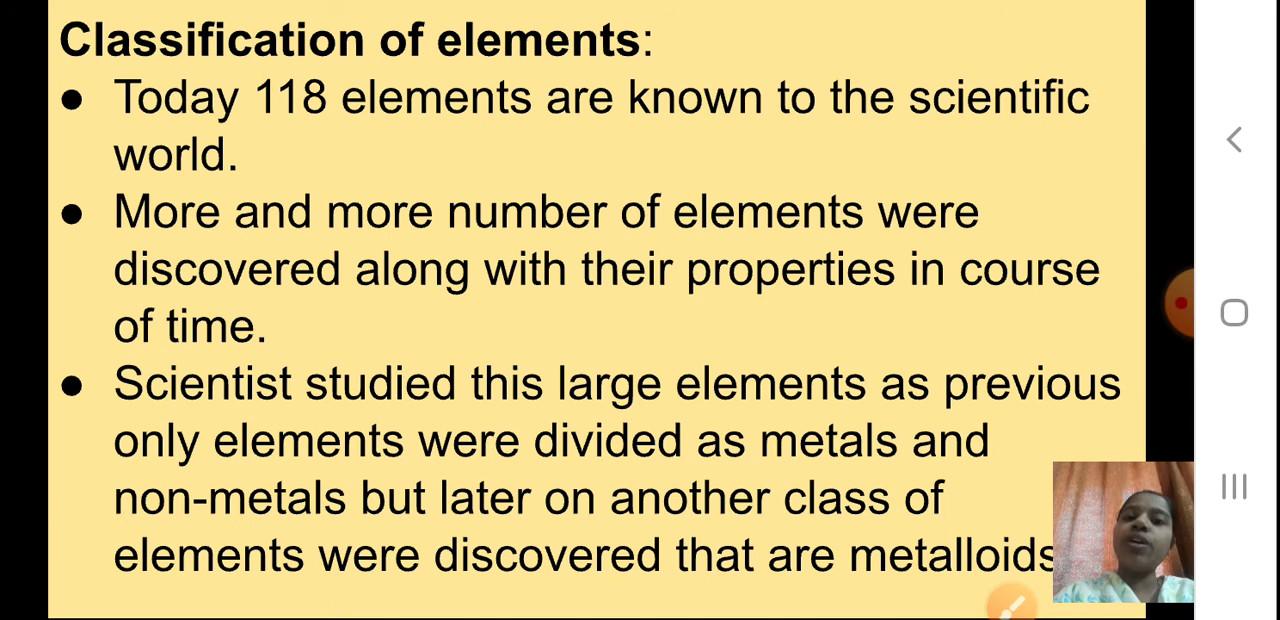 Classification of elements:
● Today 118 elements are known to the scientific
world.
● More and more number of elements were
discovered along with their properties in course
of time.
● Scientist studied this large elements as previous
only elements were divided as metals and
non-metals but later on another class of
elements were discovered that are metalloids